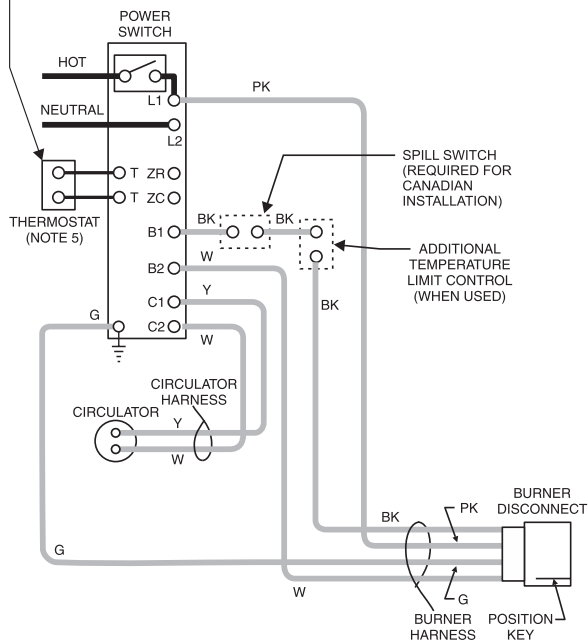 POWER
SWITCH
HOT
L1
PK
NEUTRAL
L2
T ZR
T ZC
THERMOSTAT
(NOTE 5)
SPILL SWITCH
(REQUIRED FOR
CANADIAN
INSTALLATION)
B1
BK
BK
ADDITIONAL
TEMPERATURE
LIMIT CONTROL
(WHEN USED)
B2
W
C1
Y
BK
G
C2
W
CIRCULATOR
HARNESS
CIRCULATOR
Y
W
BURNER
DISCONNECT
BK
PK
G
W
G
BURNER
HARNESS
POSITION
KEY